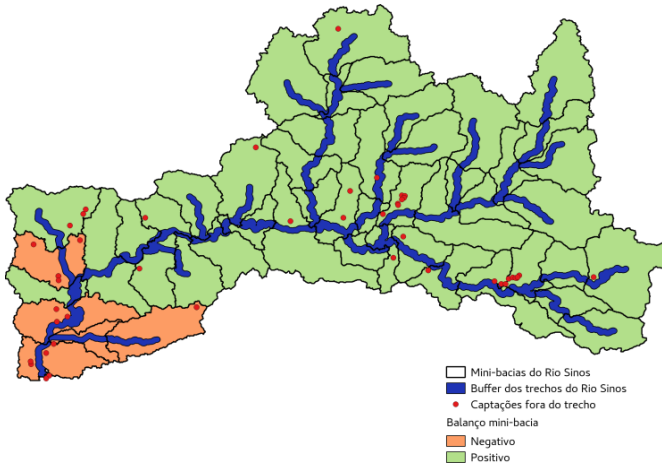 Mini-bacias do Rio Sinos
Buffer dos trechos do Rio Sinos
Captações fora do trecho
Balanço mini-bacia
Negativo
Positivo